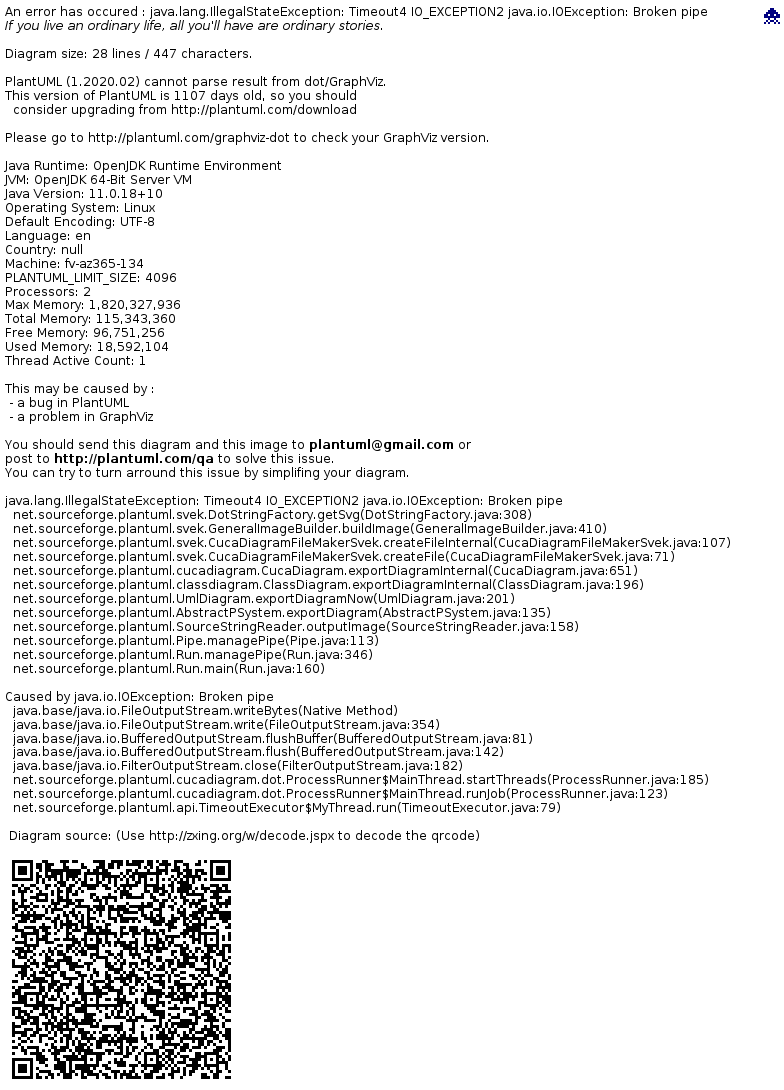 An error has occured : java.lang.IllegalStateException: Timeout4 IO_EXCEPTION2 java.io.IOException: Broken pipe
If you live an ordinary life, all you'll have are ordinary stories.
Diagram size: 28 lines / 447 characters.
PlantUML (1.2020.02) cannot parse result from dot/GraphViz.
This version of PlantUML is 1107 days old, so you should
consider upgrading from http://plantuml.com/download
Please go to http://plantuml.com/graphviz-dot to check your GraphViz version.
Java Runtime: OpenJDK Runtime Environment
JVM: OpenJDK 64-Bit Server VM
Java Version: 11.0.18+10
Operating System: Linux
Default Encoding: UTF-8
Language: en
Country: null
Machine: fv-az365-134
PLANTUML_LIMIT_SIZE: 4096
Processors: 2
Max Memory: 1,820,327,936
Total Memory: 115,343,360
Free Memory: 96,751,256
Used Memory: 18,592,104
Thread Active Count: 1
This may be caused by :
- a bug in PlantUML
- a problem in GraphViz
You should send this diagram and this image to plantuml@gmail.com or
post to http://plantuml.com/qa to solve this issue.
You can try to turn arround this issue by simplifing your diagram.
java.lang.IllegalStateException: Timeout4 IO_EXCEPTION2 java.io.IOException: Broken pipe
net.sourceforge.plantuml.svek.DotStringFactory.getSvg(DotStringFactory.java:308)
net.sourceforge.plantuml.svek.GeneralImageBuilder.buildImage(GeneralImageBuilder.java:410)
net.sourceforge.plantuml.svek.CucaDiagramFileMakerSvek.createFileInternal(CucaDiagramFileMakerSvek.java:107)
net.sourceforge.plantuml.svek.CucaDiagramFileMakerSvek.createFile(CucaDiagramFileMakerSvek.java:71)
net.sourceforge.plantuml.cucadiagram.CucaDiagram.exportDiagramInternal(CucaDiagram.java:651)
net.sourceforge.plantuml.classdiagram.ClassDiagram.exportDiagramInternal(ClassDiagram.java:196)
net.sourceforge.plantuml.UmlDiagram.exportDiagramNow(UmlDiagram.java:201)
net.sourceforge.plantuml.AbstractPSystem.exportDiagram(AbstractPSystem.java:135)
net.sourceforge.plantuml.SourceStringReader.outputImage(SourceStringReader.java:158)
net.sourceforge.plantuml.Pipe.managePipe(Pipe.java:113)
net.sourceforge.plantuml.Run.managePipe(Run.java:346)
net.sourceforge.plantuml.Run.main(Run.java:160)
Caused by java.io.IOException: Broken pipe
java.base/java.io.FileOutputStream.writeBytes(Native Method)
java.base/java.io.FileOutputStream.write(FileOutputStream.java:354)
java.base/java.io.BufferedOutputStream.flushBuffer(BufferedOutputStream.java:81)
java.base/java.io.BufferedOutputStream.flush(BufferedOutputStream.java:142)
java.base/java.io.FilterOutputStream.close(FilterOutputStream.java:182)
net.sourceforge.plantuml.cucadiagram.dot.ProcessRunner$MainThread.startThreads(ProcessRunner.java:185)
net.sourceforge.plantuml.cucadiagram.dot.ProcessRunner$MainThread.runJob(ProcessRunner.java:123)
net.sourceforge.plantuml.api.TimeoutExecutor$MyThread.run(TimeoutExecutor.java:79)
Diagram source: (Use http://zxing.org/w/decode.jspx to decode the qrcode)